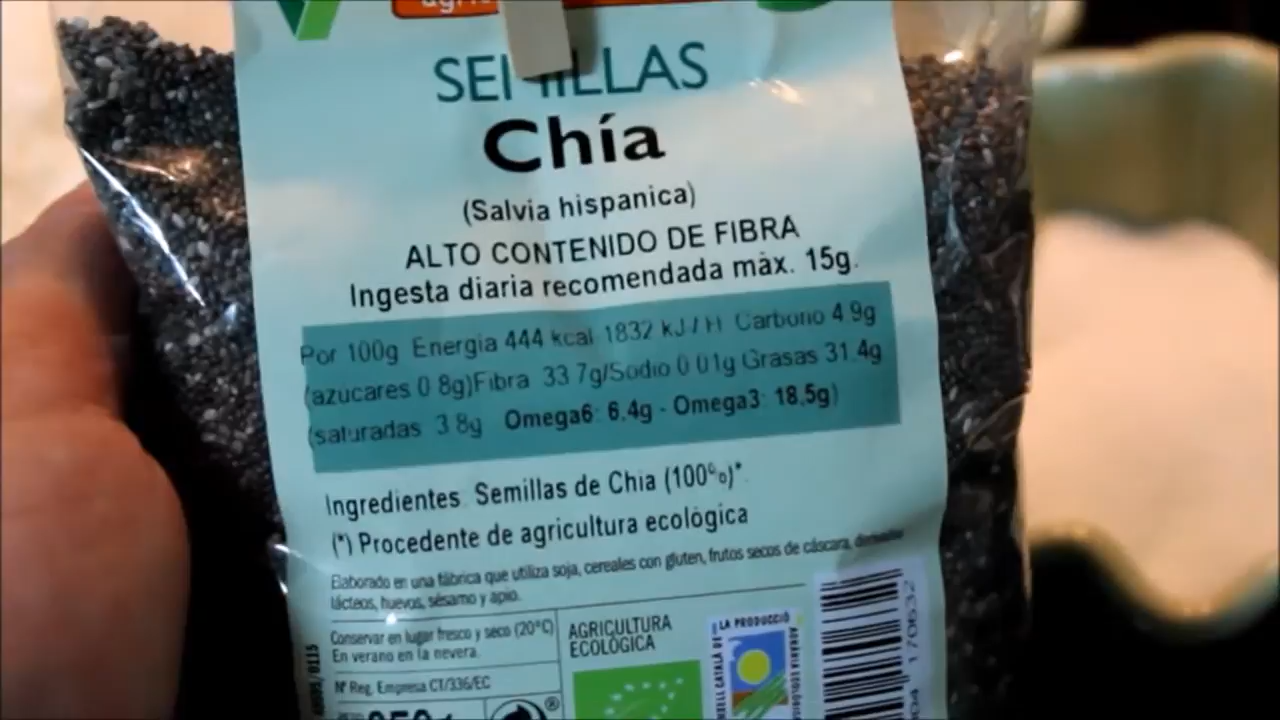 SEMILLAS
Chía
(Salvia hispanica)
ALTO CONTENIDO DE FIBRA
Ingesta diaria recomendada máx. 15g.
Por 100g Energia 444 kcal 1832 kJ / H Carbono 4 9g
(azucares 0 8g)Fibra 33 7g/Sodio 0 01g Grasas 31 4g
(saturadas 3 8g Omega6: 6,4g - Omega3: 18,5g)
Ingredientes: Semillas de Chia (100%)*.
(*) Procedente de agricultura ecológica
Elaborado en una fábrica que utiliza soja, cereales con gluten, frutos secos de cáscara,
lácteos, huevos, sésamo y apio.
Conservar en lugar fresco y seco (20°C)
En verano en la nevera.
Nº Reg. Empresa CT/336/EC
AGRICULTURA
ECOLÓGICA
LA PRODUCCIÓ
170632